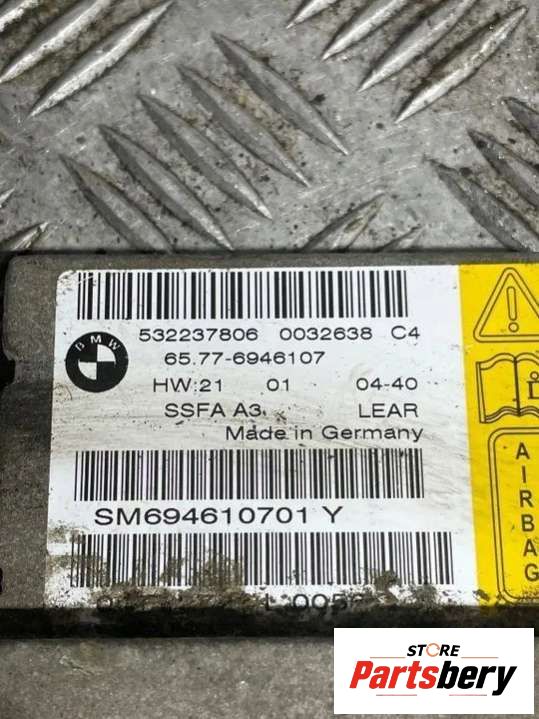 BMW
532237806 0032638 C4
65.77-6946107
HW:21 01 04-40
SSFA A3. LEAR
Made in Germany
SM694610701 Y
AIRBAG
STORE
Partsbery